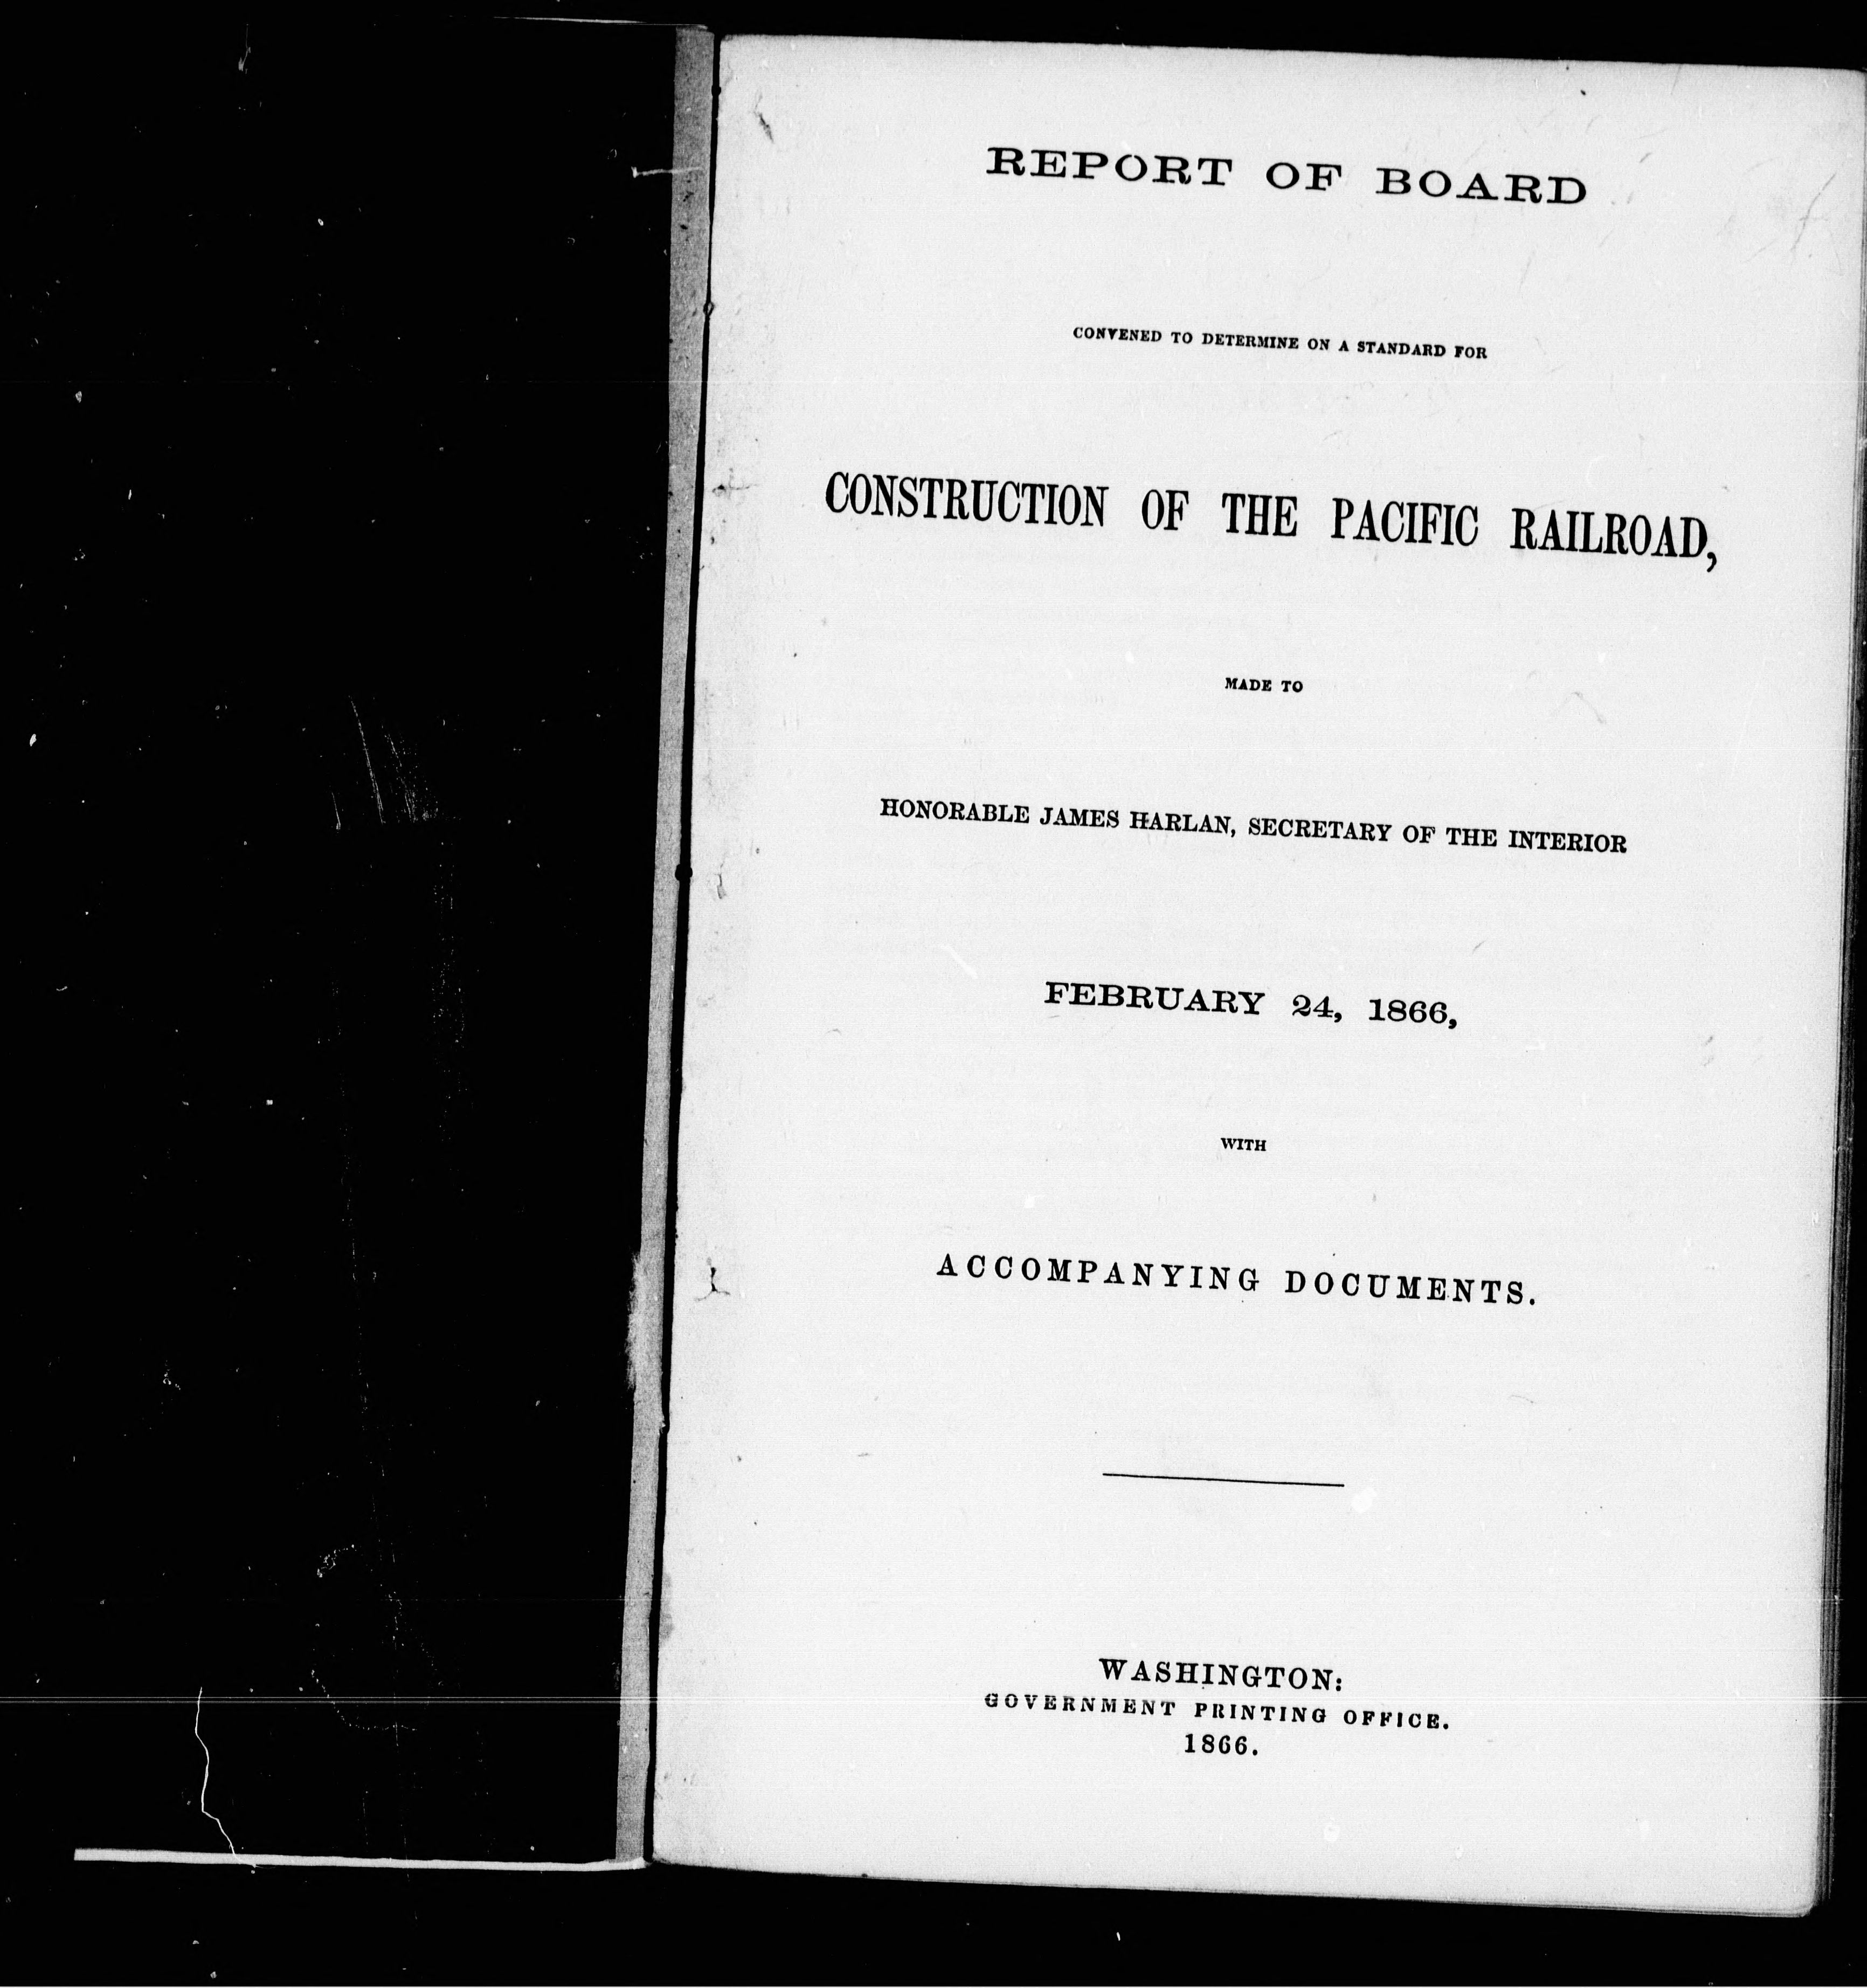 REPORT OF BOARD
CONVENED TO DETERMINE ON A STANDARD FOR
CONSTRUCTION OF THE PACIFIC RAILROAD,
MADE TO
HONORABLE JAMES HARLAN, SECRETARY OF THE INTERIOR
FEBRUARY 24, 1866,
WITH
ACCOMPANYING DOCUMENTS.
WASHINGTON:
GOVERNMENT PRINTING OFFICE.
1866.